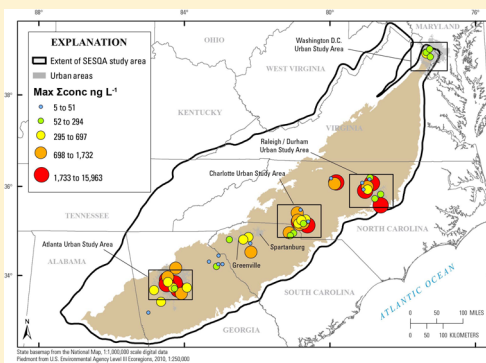 88°
84°
80°
76°
EXPLANATION
Extent of SESQA study area
Urban areas
Max Σconc ng L⁻¹
5 to 51
52 to 294
295 to 697
698 to 1,732
1,733 to 15,963
OHIO
WEST VIRGINIA
Washington D.C.
Urban Study Area
MARYLAND
38°
KENTUCKY
VIRGINIA
Raleigh / Durham
Urban Study Area
36°
Charlotte Urban Study Area
TENNESSEE
NORTH CAROLINA
Atlanta Urban Study Area
Spartanburg
Greenville
ALABAMA
34°
SOUTH CAROLINA
GEORGIA
ATLANTIC OCEAN
N
0 50 100 MILES
0 50 100 KILOMETERS
State basemap from the National Map, 1:1,000,000 scale digital data
Piedmont from U.S. Environmental Agency Level III Ecoregions, 2010, 1:250,000